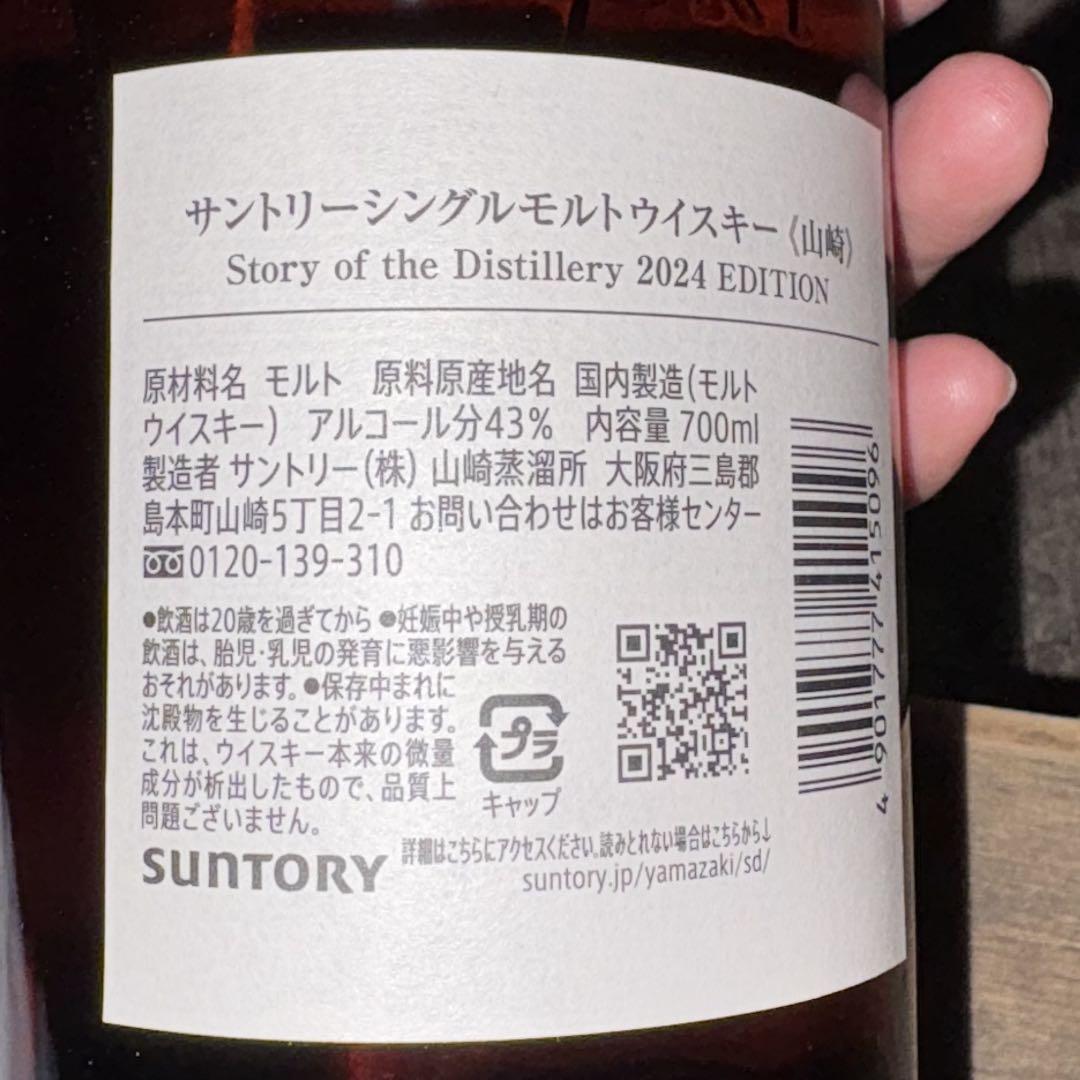 サントリーシングルモルトウイスキー《山崎》
Story of the Distillery 2024 EDITION
原材料名 モルト 原料原産地名 国内製造(モルト
ウイスキー) アルコール分43% 内容量 700ml
製造者 サントリー(株) 山崎蒸溜所 大阪府三島郡
島本町山崎5丁目2-1 お問い合わせはお客様センター
0120-139-310
●飲酒は20歳を過ぎてから ●妊娠中や授乳期の
飲酒は、胎児・乳児の発育に悪影響を与える
おそれがあります。●保存中まれに
沈殿物を生じることがあります。
これは、ウイスキー本来の微量
成分が析出したもので、品質上
問題ございません。
プラ
キャップ
SUNTORY
詳細はこちらにアクセスください。読みとれない場合はこちらから↓
suntory.jp/yamazaki/sd/
4 901777 415096